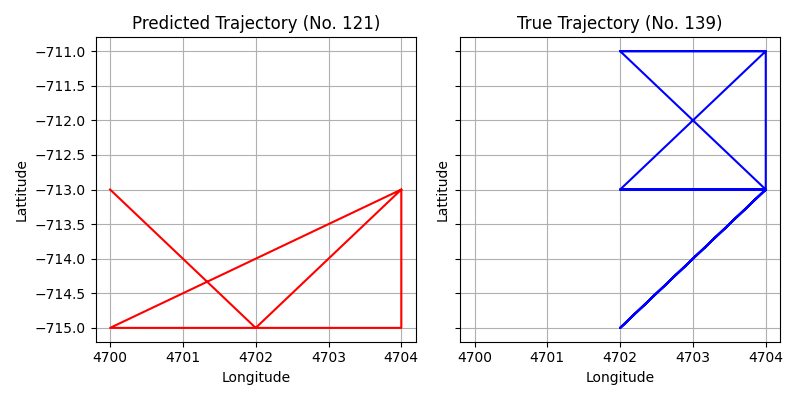 Predicted Trajectory (No. 121)
True Trajectory (No. 139)
−711.0
−711.5
−712.0
−712.5
−713.0
−713.5
−714.0
−714.5
−715.0
Lattitude
Lattitude
4700 4701 4702 4703 4704
4700 4701 4702 4703 4704
Longitude
Longitude